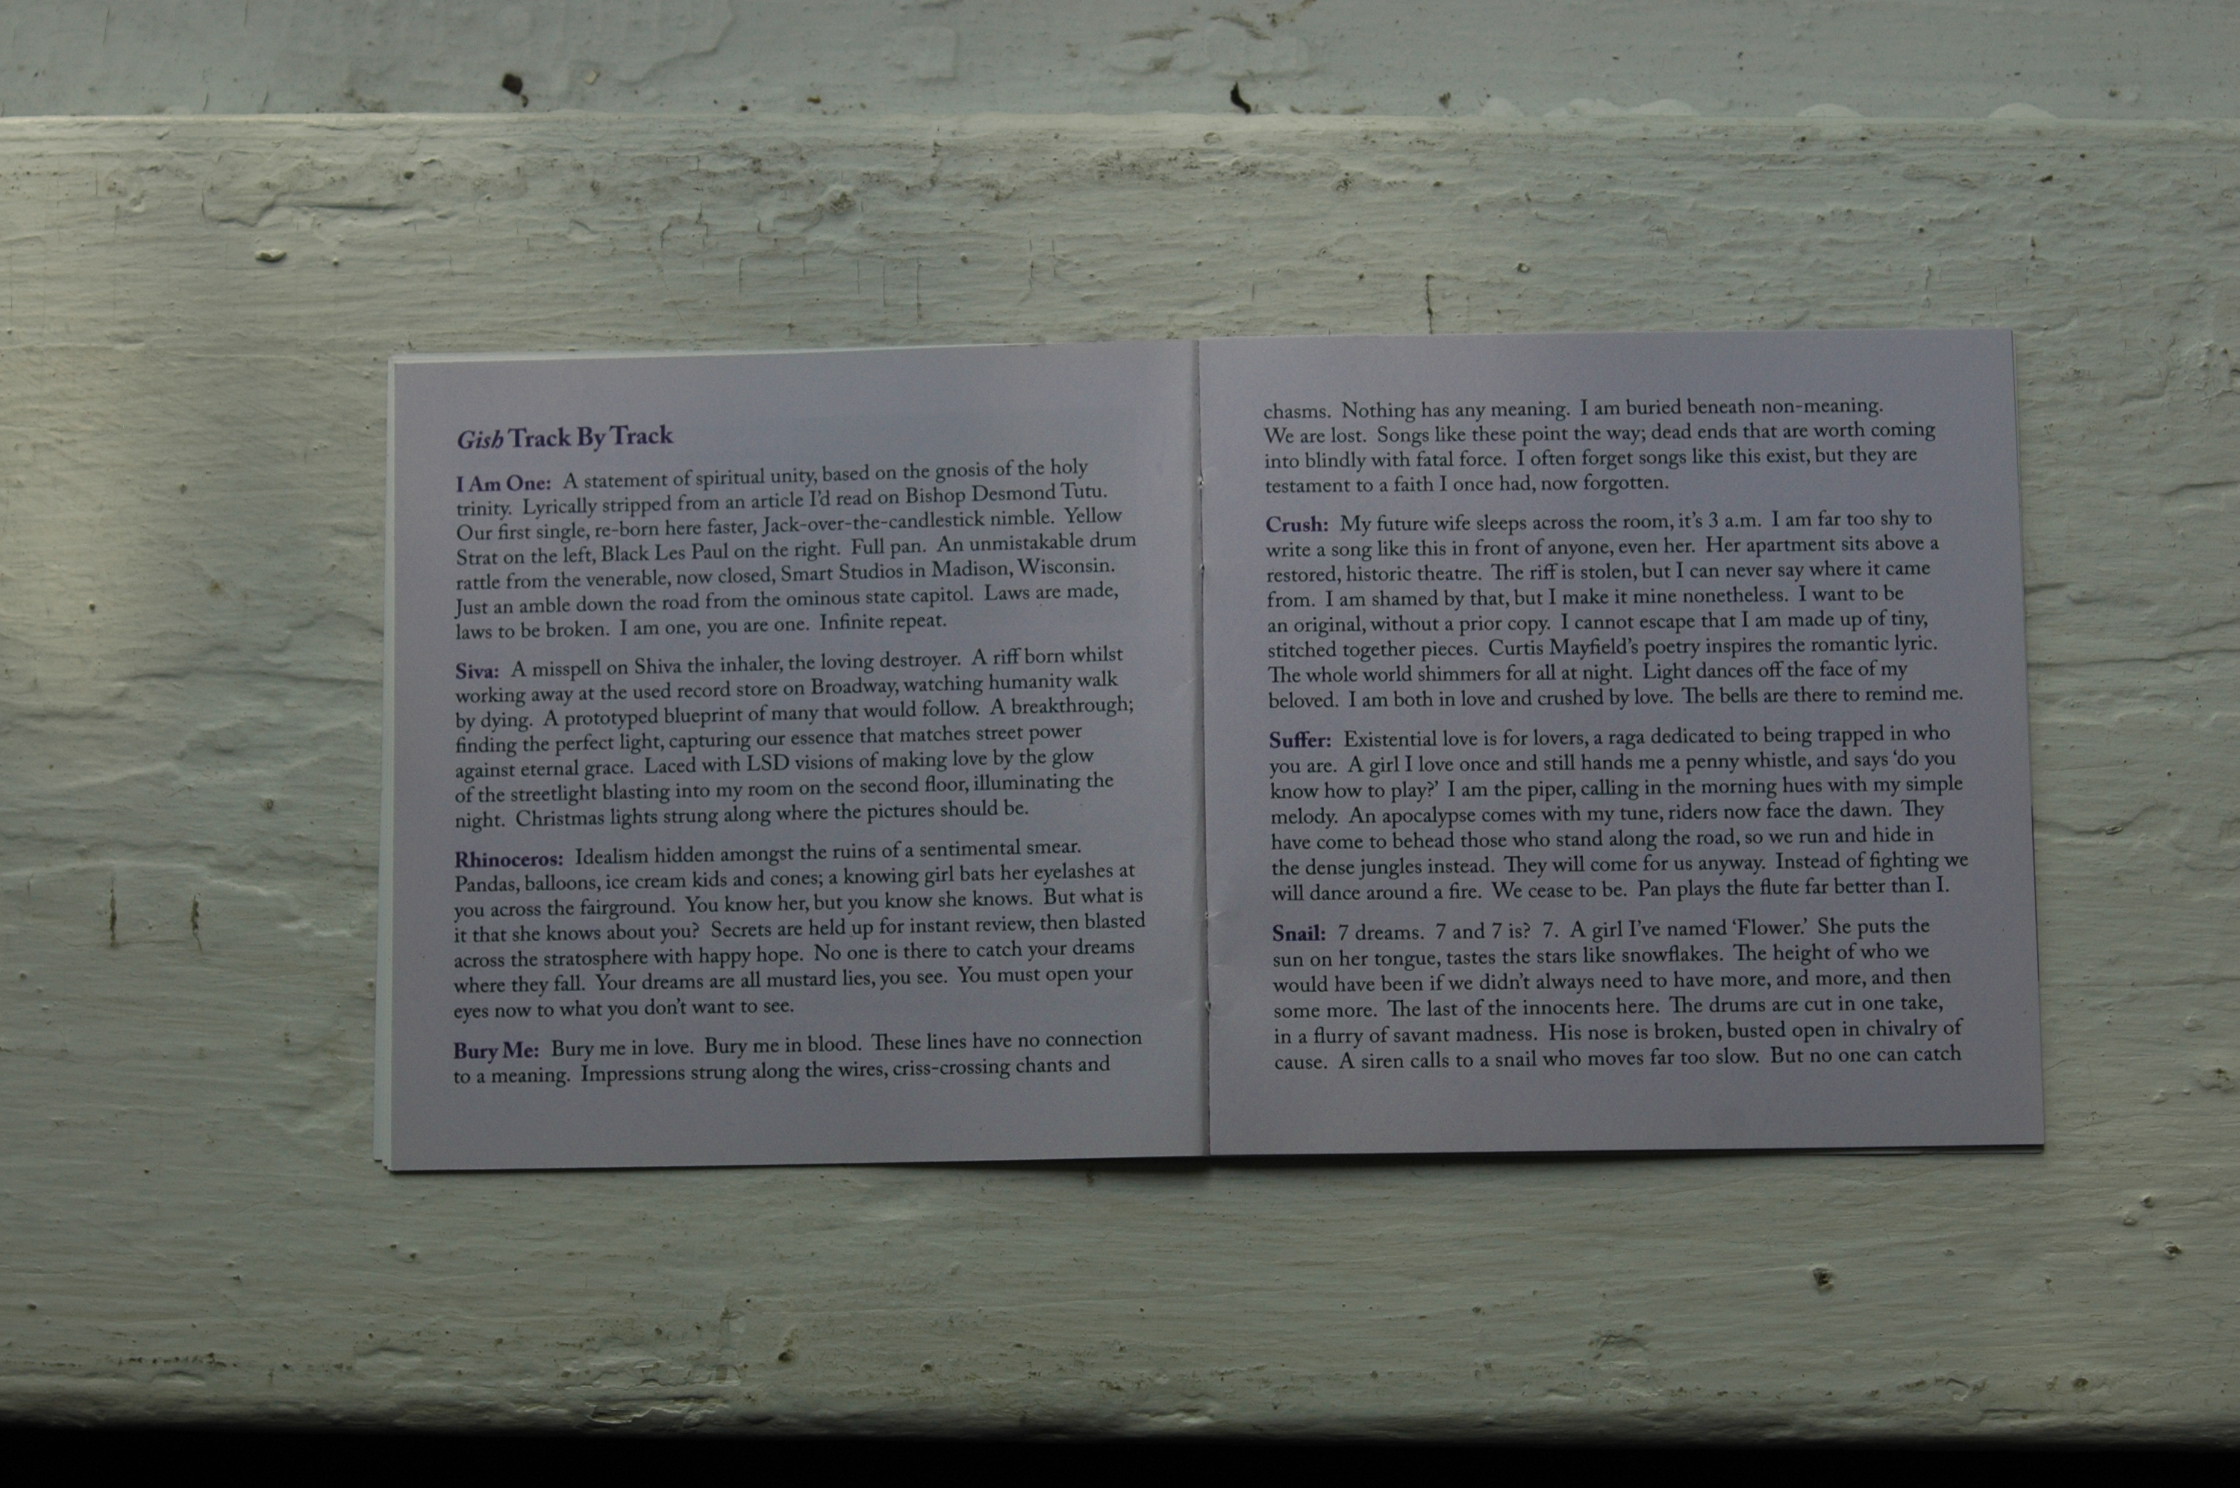 Gish Track By Track
I Am One: A statement of spiritual unity, based on the gnosis of the holy
trinity. Lyrically stripped from an article I'd read on Bishop Desmond Tutu.
Our first single, re-born here faster, Jack-over-the-candlestick nimble. Yellow
Strat on the left, Black Les Paul on the right. Full pan. An unmistakable drum
rattle from the venerable, now closed, Smart Studios in Madison, Wisconsin.
Just an amble down the road from the ominous state capitol. Laws are made,
laws to be broken. I am one, you are one. Infinite repeat.
Siva: A misspell on Shiva the inhaler, the loving destroyer. A riff born whilst
working away at the used record store on Broadway, watching humanity walk
by dying. A prototyped blueprint of many that would follow. A breakthrough;
finding the perfect light, capturing our essence that matches street power
against eternal grace. Laced with LSD visions of making love by the glow
of the streetlight blasting into my room on the second floor, illuminating the
night. Christmas lights strung along where the pictures should be.
Rhinoceros: Idealism hidden amongst the ruins of a sentimental smear.
Pandas, balloons, ice cream kids and cones; a knowing girl bats her eyelashes at
you across the fairground. You know her, but you know she knows. But what is
it that she knows about you? Secrets are held up for instant review, then blasted
across the stratosphere with happy hope. No one is there to catch your dreams
where they fall. Your dreams are all mustard lies, you see. You must open your
eyes now to what you don't want to see.
Bury Me: Bury me in love. Bury me in blood. These lines have no connection
to a meaning. Impressions strung along the wires, criss-crossing chants and
chasms. Nothing has any meaning. I am buried beneath non-meaning.
We are lost. Songs like these point the way; dead ends that are worth coming
into blindly with fatal force. I often forget songs like this exist, but they are
testament to a faith I once had, now forgotten.
Crush: My future wife sleeps across the room, it's 3 a.m. I am far too shy to
write a song like this in front of anyone, even her. Her apartment sits above a
restored, historic theatre. The riff is stolen, but I can never say where it came
from. I am shamed by that, but I make it mine nonetheless. I want to be
an original, without a prior copy. I cannot escape that I am made up of tiny,
stitched together pieces. Curtis Mayfield's poetry inspires the romantic lyric.
The whole world shimmers for all at night. Light dances off the face of my
beloved. I am both in love and crushed by love. The bells are there to remind me.
Suffer: Existential love is for lovers, a raga dedicated to being trapped in who
you are. A girl I love once and still hands me a penny whistle, and says 'do you
know how to play?' I am the piper, calling in the morning hues with my simple
melody. An apocalypse comes with my tune, riders now face the dawn. They
have come to behead those who stand along the road, so we run and hide in
the dense jungles instead. They will come for us anyway. Instead of fighting we
will dance around a fire. We cease to be. Pan plays the flute far better than I.
Snail: 7 dreams. 7 and 7 is? 7. A girl I've named 'Flower.' She puts the
sun on her tongue, tastes the stars like snowflakes. The height of who we
would have been if we didn't always need to have more, and more, and then
some more. The last of the innocents here. The drums are cut in one take,
in a flurry of savant madness. His nose is broken, busted open in chivalry of
cause. A siren calls to a snail who moves far too slow. But no one can catch